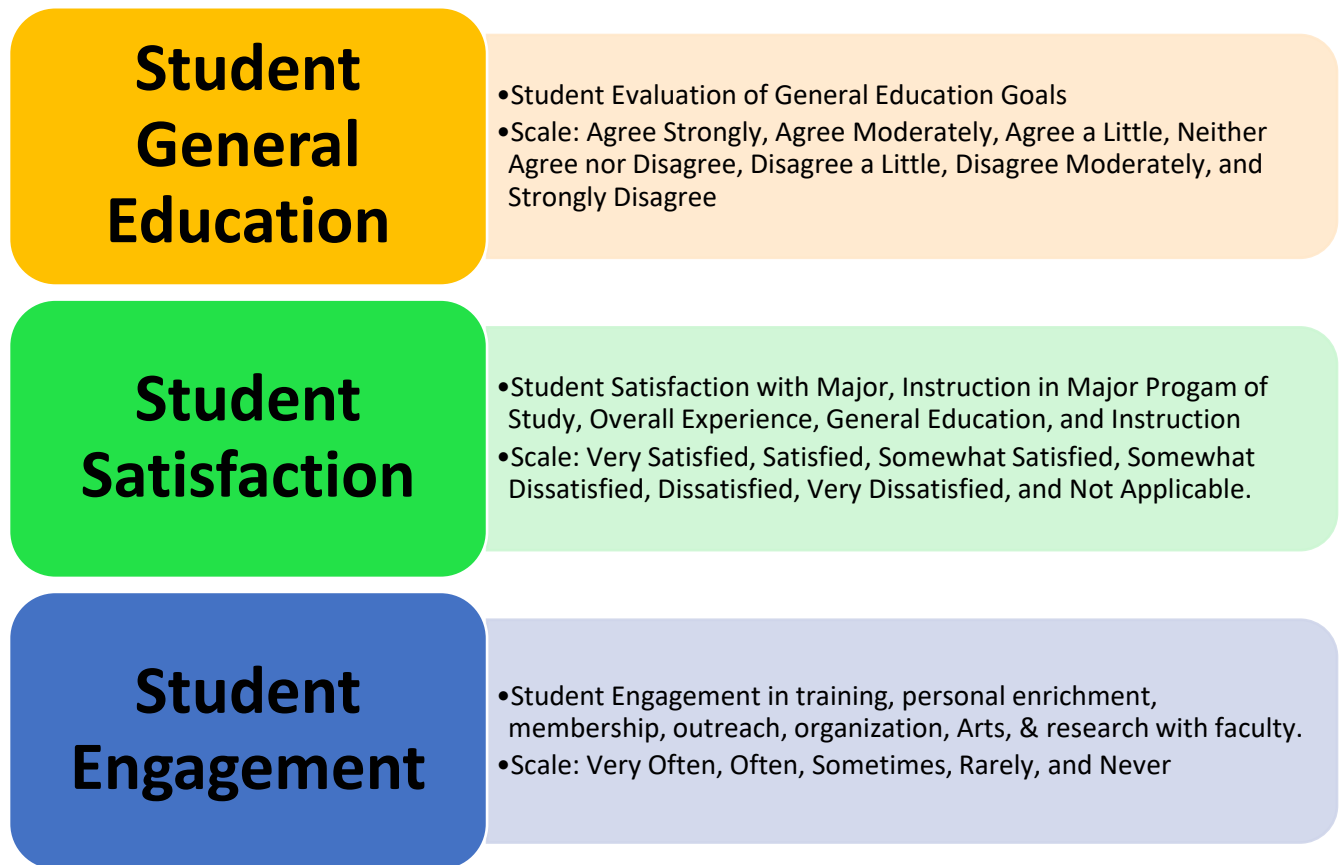 Student
General
Education
•Student Evaluation of General Education Goals
•Scale: Agree Strongly, Agree Moderately, Agree a Little, Neither
Agree nor Disagree, Disagree a Little, Disagree Moderately, and
Strongly Disagree
Student
Satisfaction
•Student Satisfaction with Major, Instruction in Major Progam of
Study, Overall Experience, General Education, and Instruction
•Scale: Very Satisfied, Satisfied, Somewhat Satisfied, Somewhat
Dissatisfied, Dissatisfied, Very Dissatisfied, and Not Applicable.
Student
Engagement
•Student Engagement in training, personal enrichment,
membership, outreach, organization, Arts, & research with faculty.
•Scale: Very Often, Often, Sometimes, Rarely, and Never